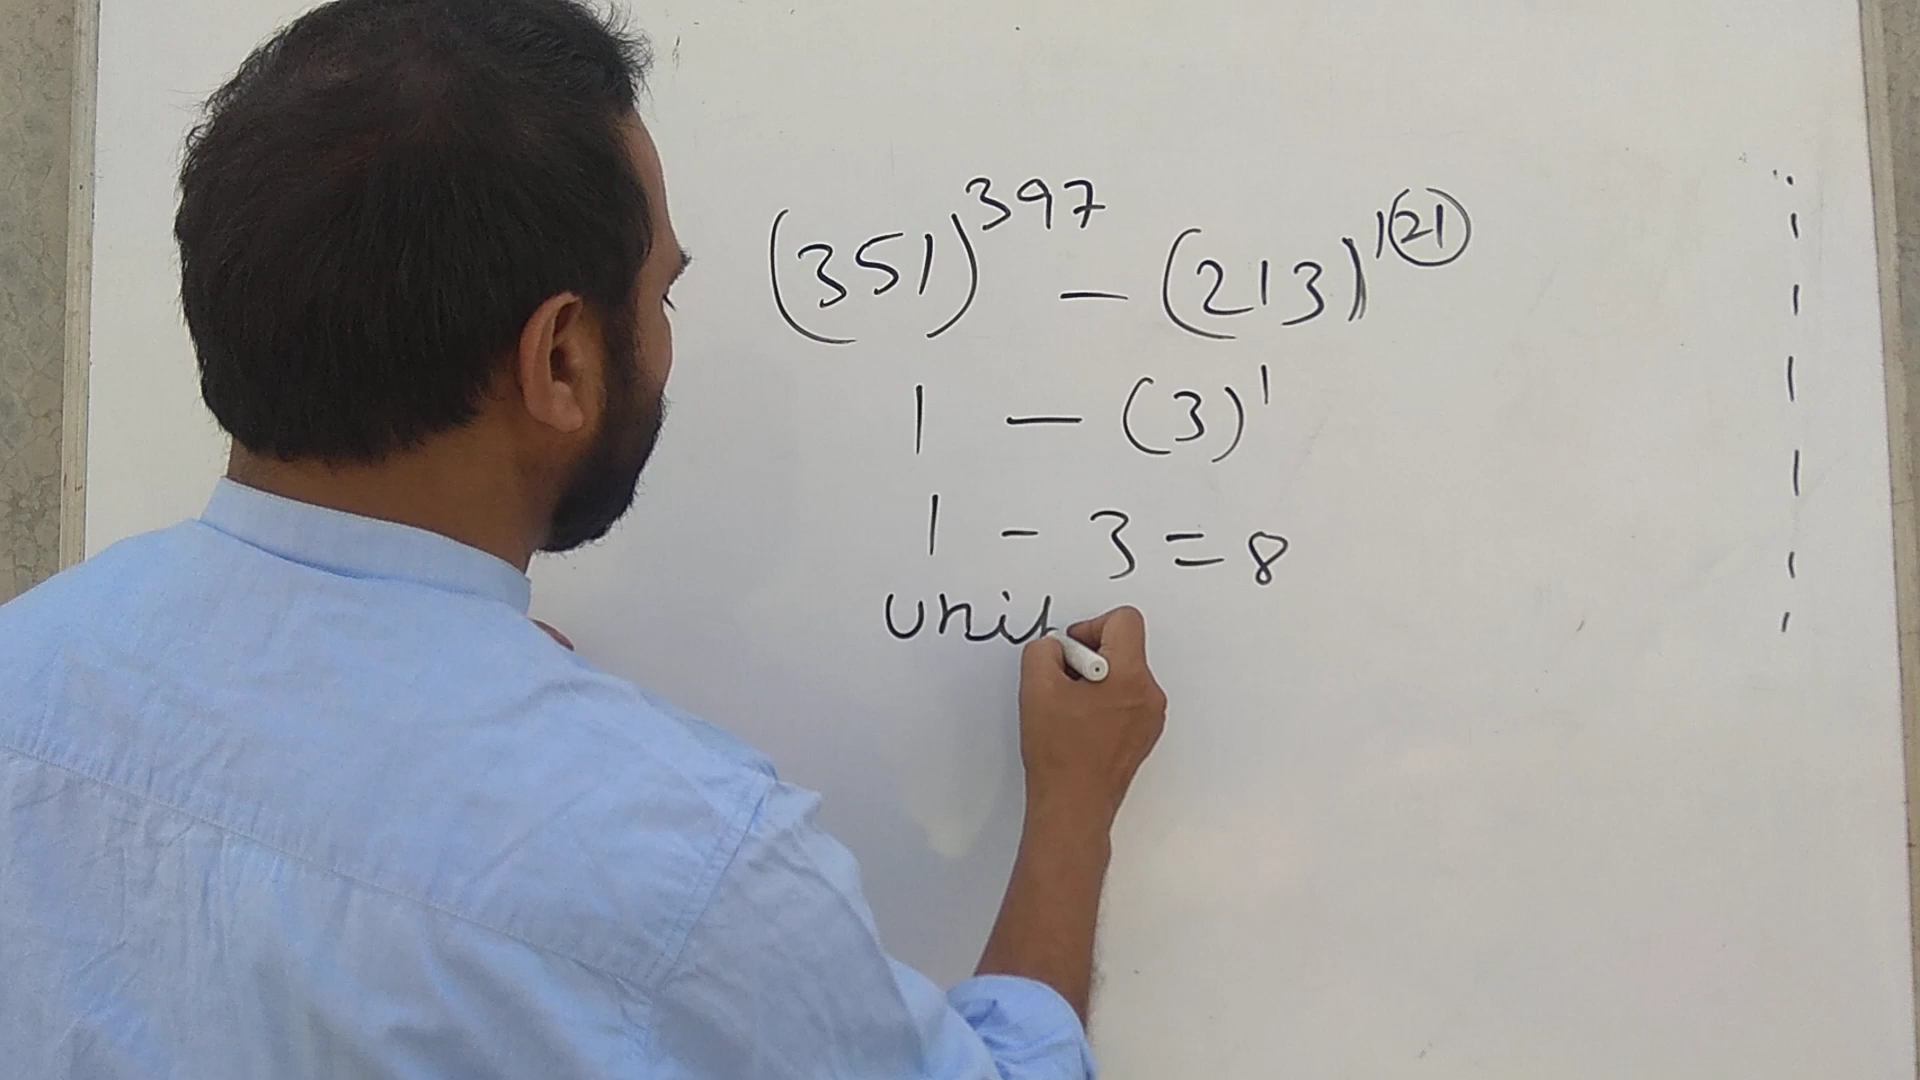 (351)^397 - (213)^121
1 - (3)^1
1 - 3 = 8
unit